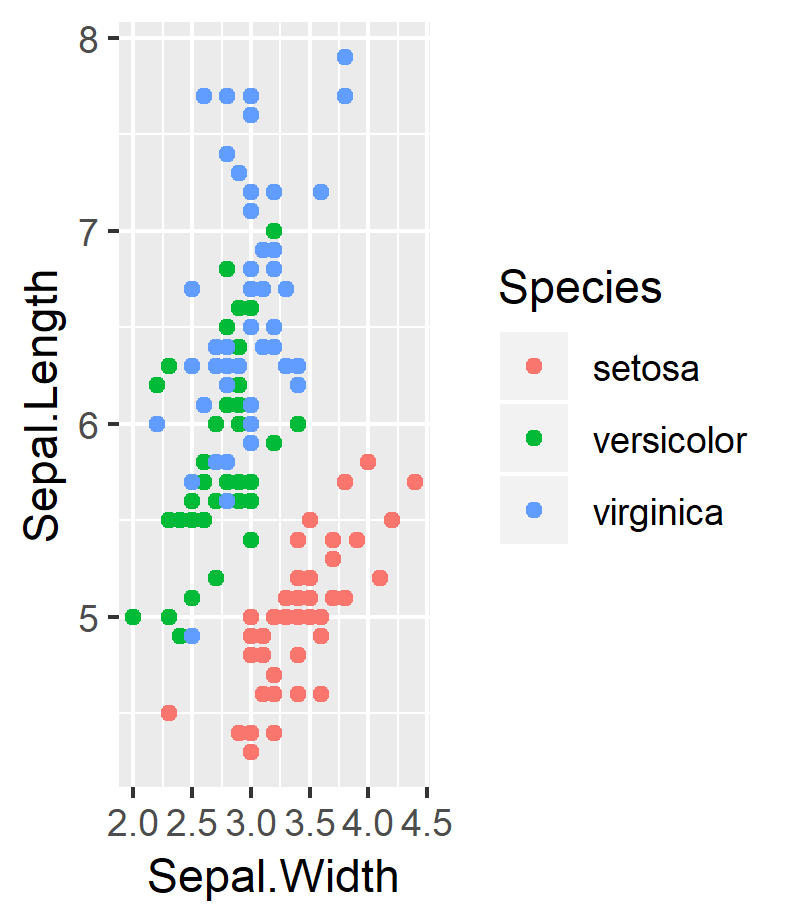 8
7
6
5
Sepal.Length
2.0 2.5 3.0 3.5 4.0 4.5
Sepal.Width
Species
setosa
versicolor
virginica